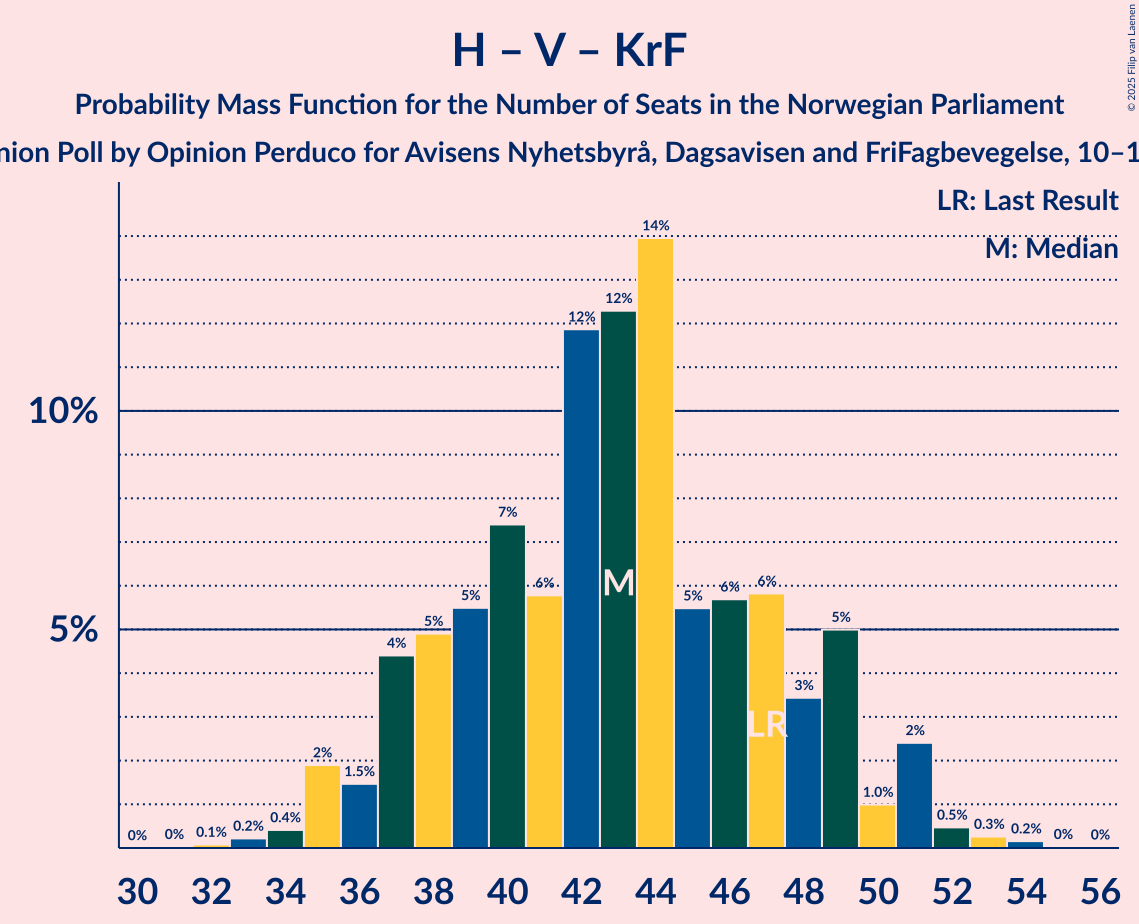 H – V – KrF
Probability Mass Function for the Number of Seats in the Norwegian Parliament
nion Poll by Opinion Perduco for Avisens Nyhetsbyrå, Dagsavisen and FriFagbevegelse, 10–1
© 2025 Filip van Laenen
LR: Last Result
M: Median
14%
12%
12%
10%
7%
6%
5%
6%
6%
5%
5%
5%
5%
4%
3%
2%
2%
1.5%
1.0%
0% 0% 0.1% 0.2% 0.4%
0.5% 0.3% 0.2% 0% 0%
M
LR
30 32 34 36 38 40 42 44 46 48 50 52 54 56